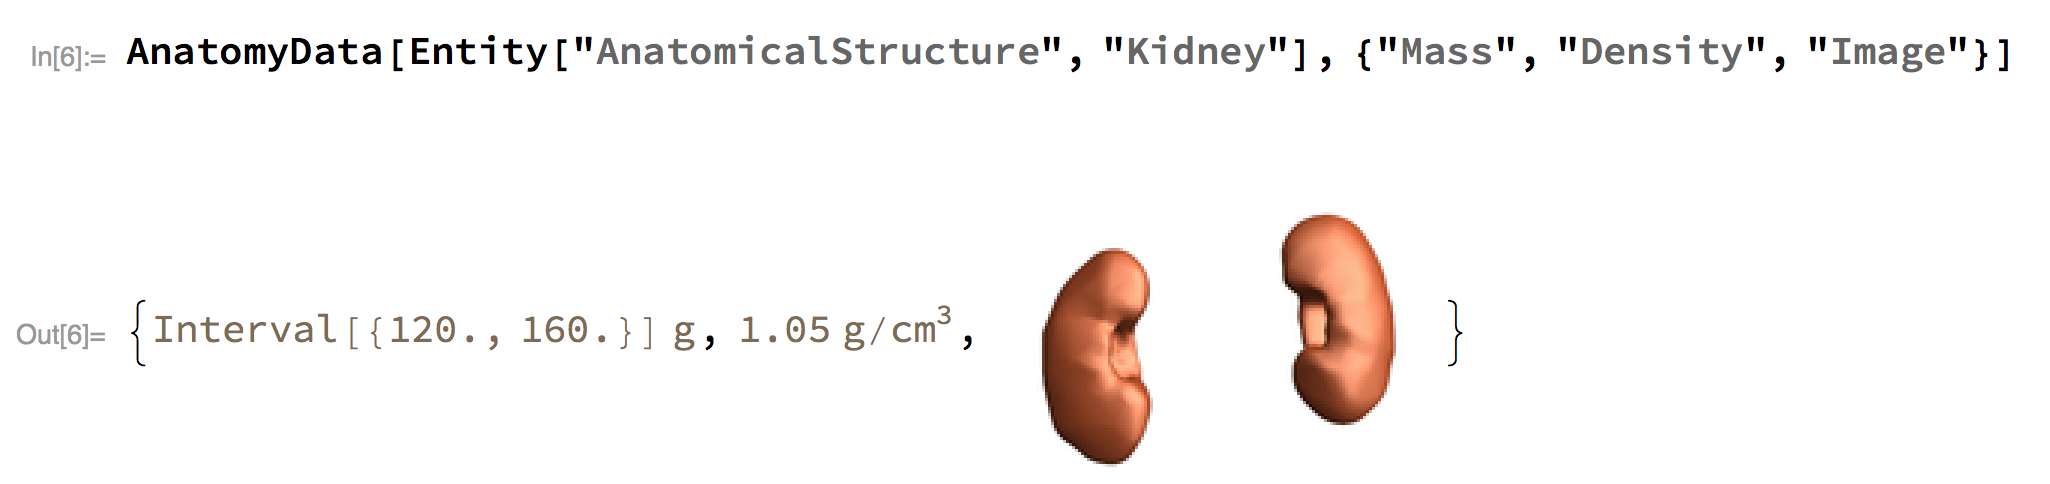 In[6]:= AnatomyData[Entity["AnatomicalStructure", "Kidney"], {"Mass", "Density", "Image"}]
Out[6]= {Interval[{120., 160.}] g, 1.05 g/cm³, }